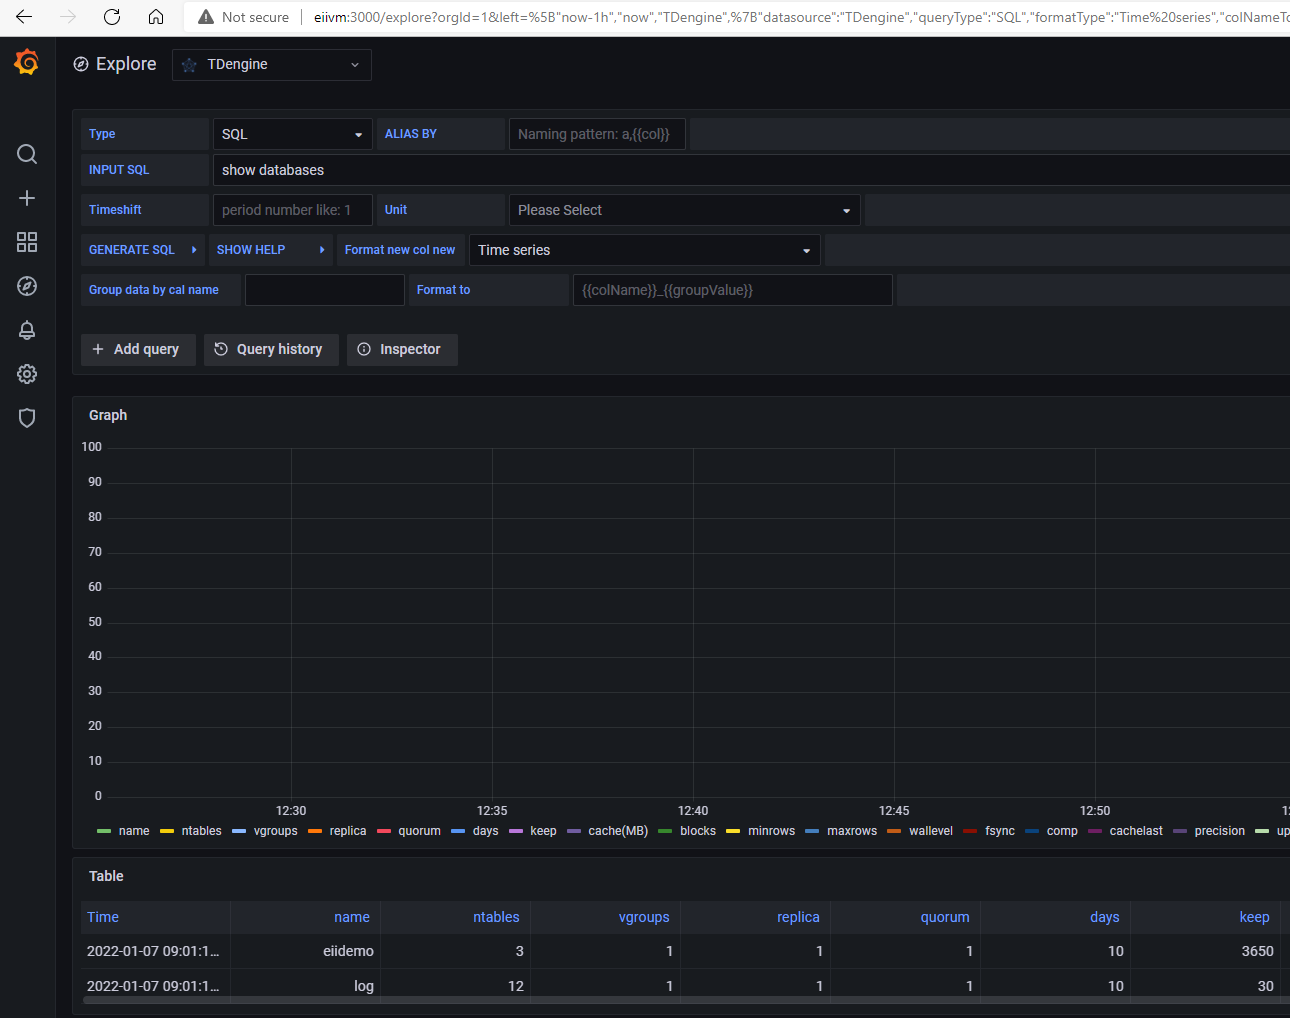 Not secure eiivm:3000/explore?orgId=1&left=%5B"now-1h","now","TDengine",%7B"datasource":"TDengine","queryType":"SQL","formatType":"Time%20series","colNameTo
Explore TDengine
Type SQL ALIAS BY Naming pattern: a,{{col}}
INPUT SQL show databases
Timeshift period number like: 1 Unit Please Select
GENERATE SQL SHOW HELP Format new col new Time series
Group data by cal name Format to {{colName}}_{{groupValue}}
Add query Query history Inspector
Graph
100
90
80
70
60
50
40
30
20
10
0
12:30 12:35 12:40 12:45 12:50
name ntables vgroups replica quorum days keep cache(MB) blocks minrows maxrows wallevel fsync comp cachelast precision up
Table
Time name ntables vgroups replica quorum days keep
2022-01-07 09:01:1... eiidemo 3 1 1 1 10 3650
2022-01-07 09:01:1... log 12 1 1 1 10 30